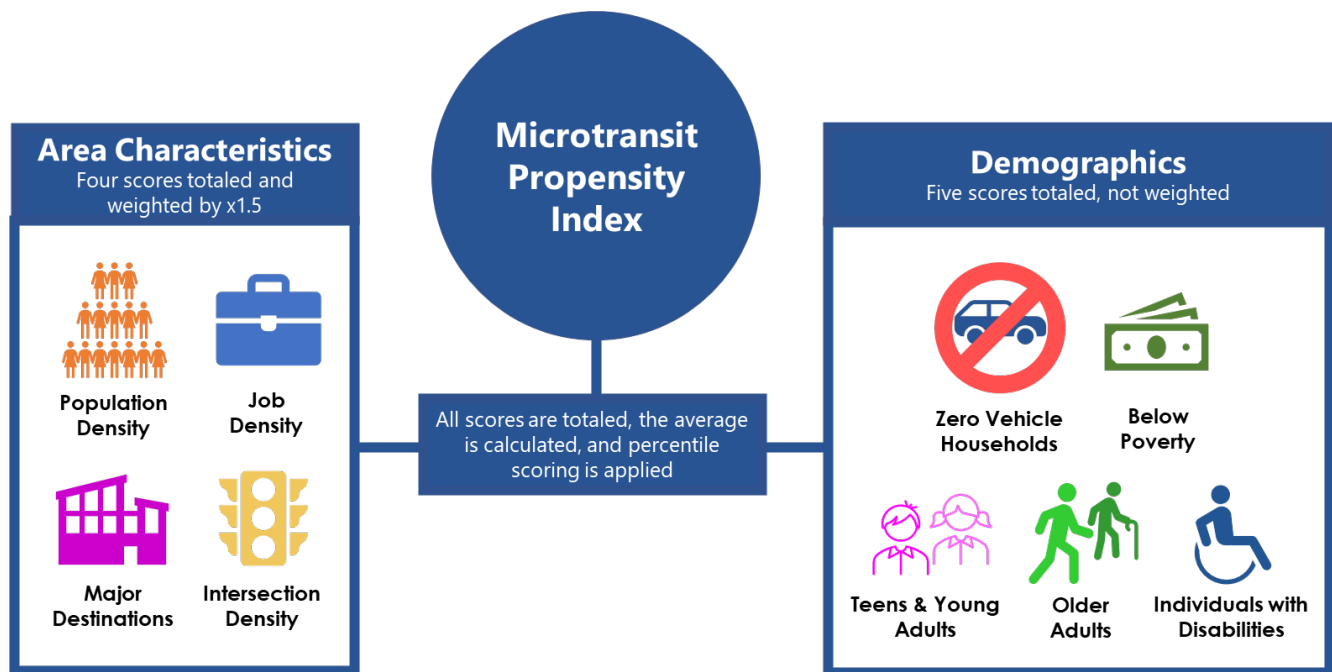 Microtransit
Propensity
Index
Area Characteristics
Four scores totaled and
weighted by x1.5
Population
Density
Job
Density
Major
Destinations
Intersection
Density
All scores are totaled, the average
is calculated, and percentile
scoring is applied
Demographics
Five scores totaled, not weighted
Zero Vehicle
Households
Below
Poverty
Teens & Young
Adults
Older
Adults
Individuals with
Disabilities